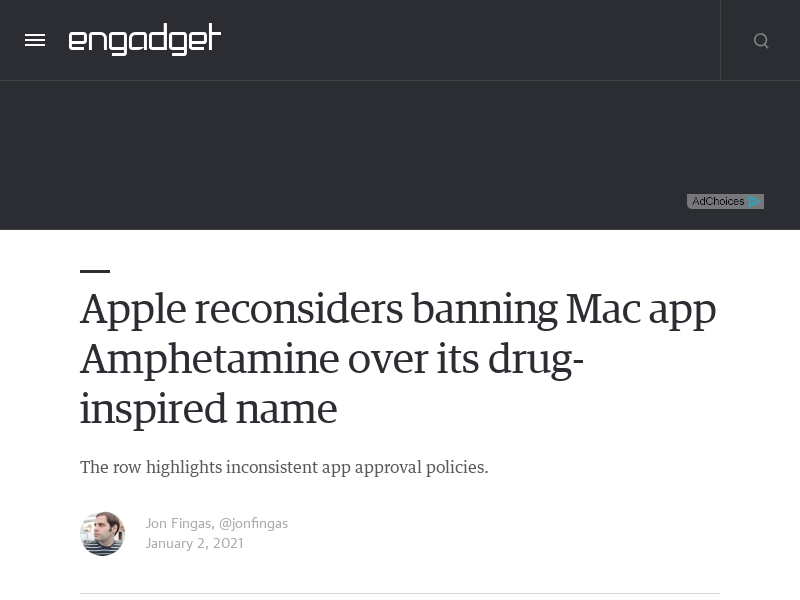 engadget
AdChoices
Apple reconsiders banning Mac app
Amphetamine over its drug-
inspired name
The row highlights inconsistent app approval policies.
Jon Fingas, @jonfingas
January 2, 2021